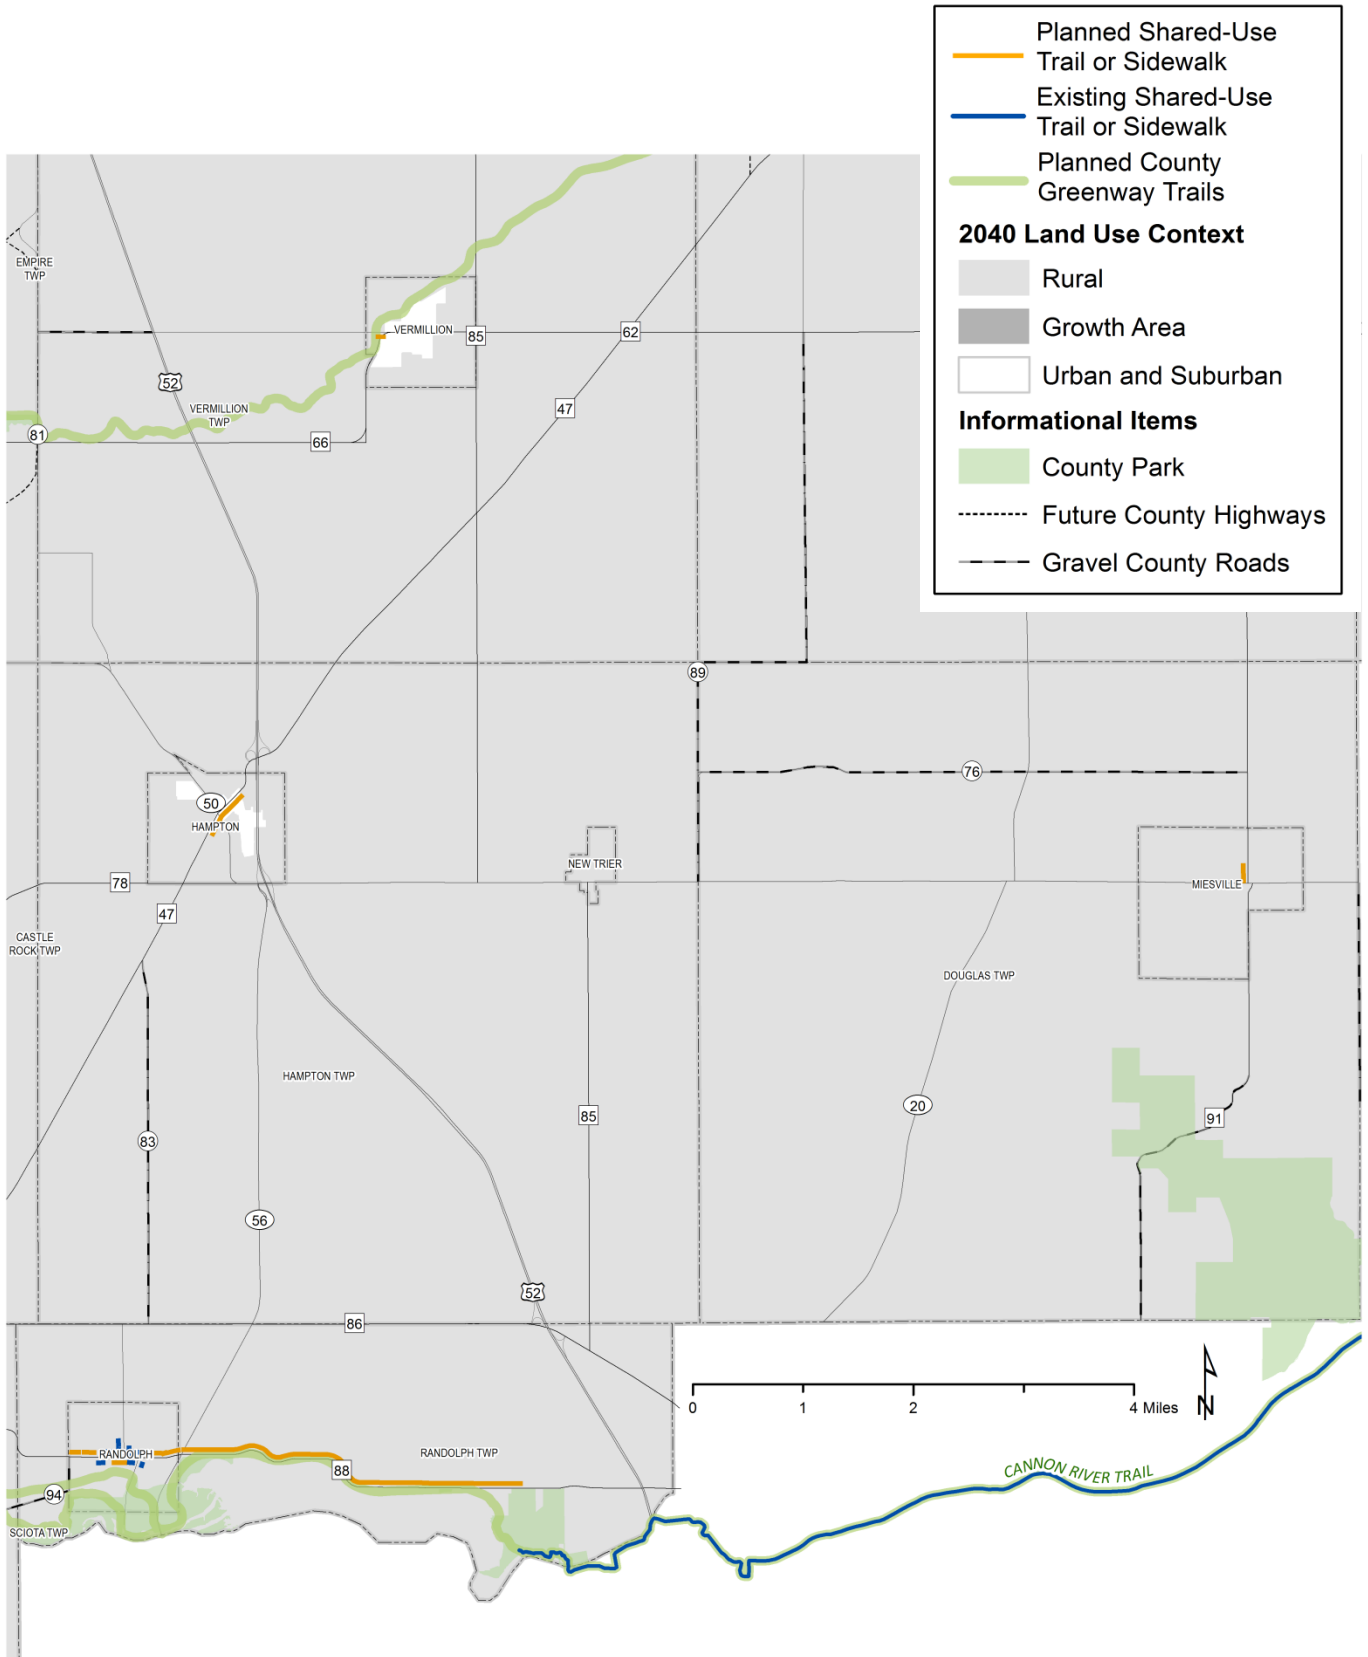 Planned Shared-Use
Trail or Sidewalk
Existing Shared-Use
Trail or Sidewalk
Planned County
Greenway Trails
2040 Land Use Context
Rural
Growth Area
Urban and Suburban
Informational Items
County Park
Future County Highways
Gravel County Roads
EMPIRE
TWP
VERMILLION
85
62
52
VERMILLION
TWP
47
81
66
89
76
50
HAMPTON
NEW TRIER
78
MIESVILLE
47
CASTLE
ROCK TWP
DOUGLAS TWP
HAMPTON TWP
20
85
91
83
56
52
86
0
1
2
4 Miles
N
RANDOLPH
RANDOLPH TWP
88
CANNON RIVER TRAIL
94
SCIOTA TWP